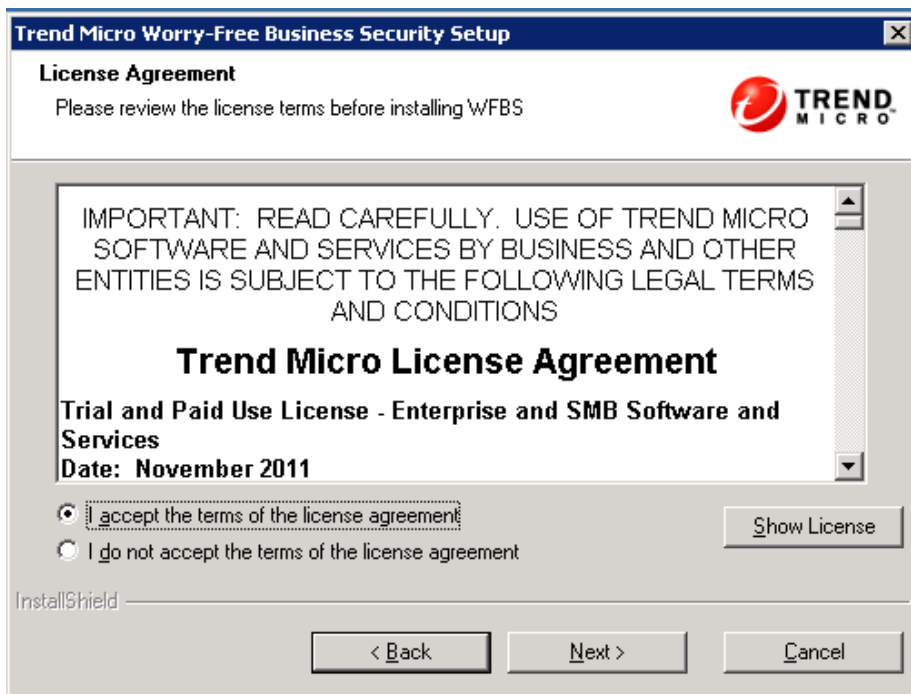 Trend Micro Worry-Free Business Security Setup
License Agreement
Please review the license terms before installing WFBS
TREND
MICRO
IMPORTANT: READ CAREFULLY. USE OF TREND MICRO
SOFTWARE AND SERVICES BY BUSINESS AND OTHER
ENTITIES IS SUBJECT TO THE FOLLOWING LEGAL TERMS
AND CONDITIONS
Trend Micro License Agreement
Trial and Paid Use License - Enterprise and SMB Software and
Services
Date: November 2011
I accept the terms of the license agreement
I do not accept the terms of the license agreement
Show License
InstallShield
< Back
Next >
Cancel